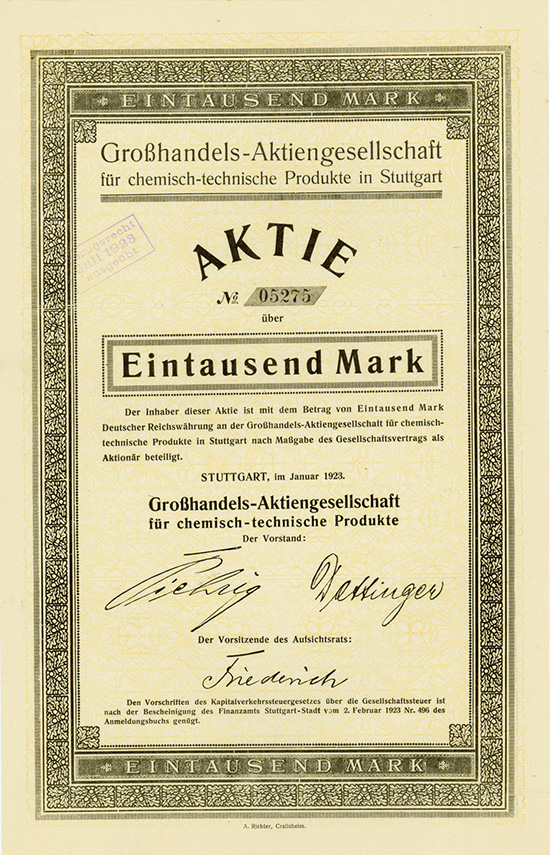 EINTAUSEND MARK
Großhandels-Aktiengesellschaft
für chemisch-technische Produkte in Stuttgart
AKTIE
No. 05275
über
Eintausend Mark
Der Inhaber dieser Aktie ist mit dem Betrag von Eintausend Mark
Deutscher Reichswährung an der Großhandels-Aktiengesellschaft für chemisch-
technische Produkte in Stuttgart nach Maßgabe des Gesellschaftsvertrags als
Aktionär beteiligt.
STUTTGART, im Januar 1923.
Großhandels-Aktiengesellschaft
für chemisch-technische Produkte
Der Vorstand:
Dattinger
Der Vorsitzende des Aufsichtsrats:
Friederich
Den Vorschriften des Kapitalverkehrssteuergesetzes über die Gesellschaftssteuer ist
nach der Bescheinigung des Finanzamts Stuttgart-Stadt vom 2. Februar 1923 Nr. 496 des
Anmeldungsbuchs genügt.
EINTAUSEND MARK
A. Richter, Crailsheim.